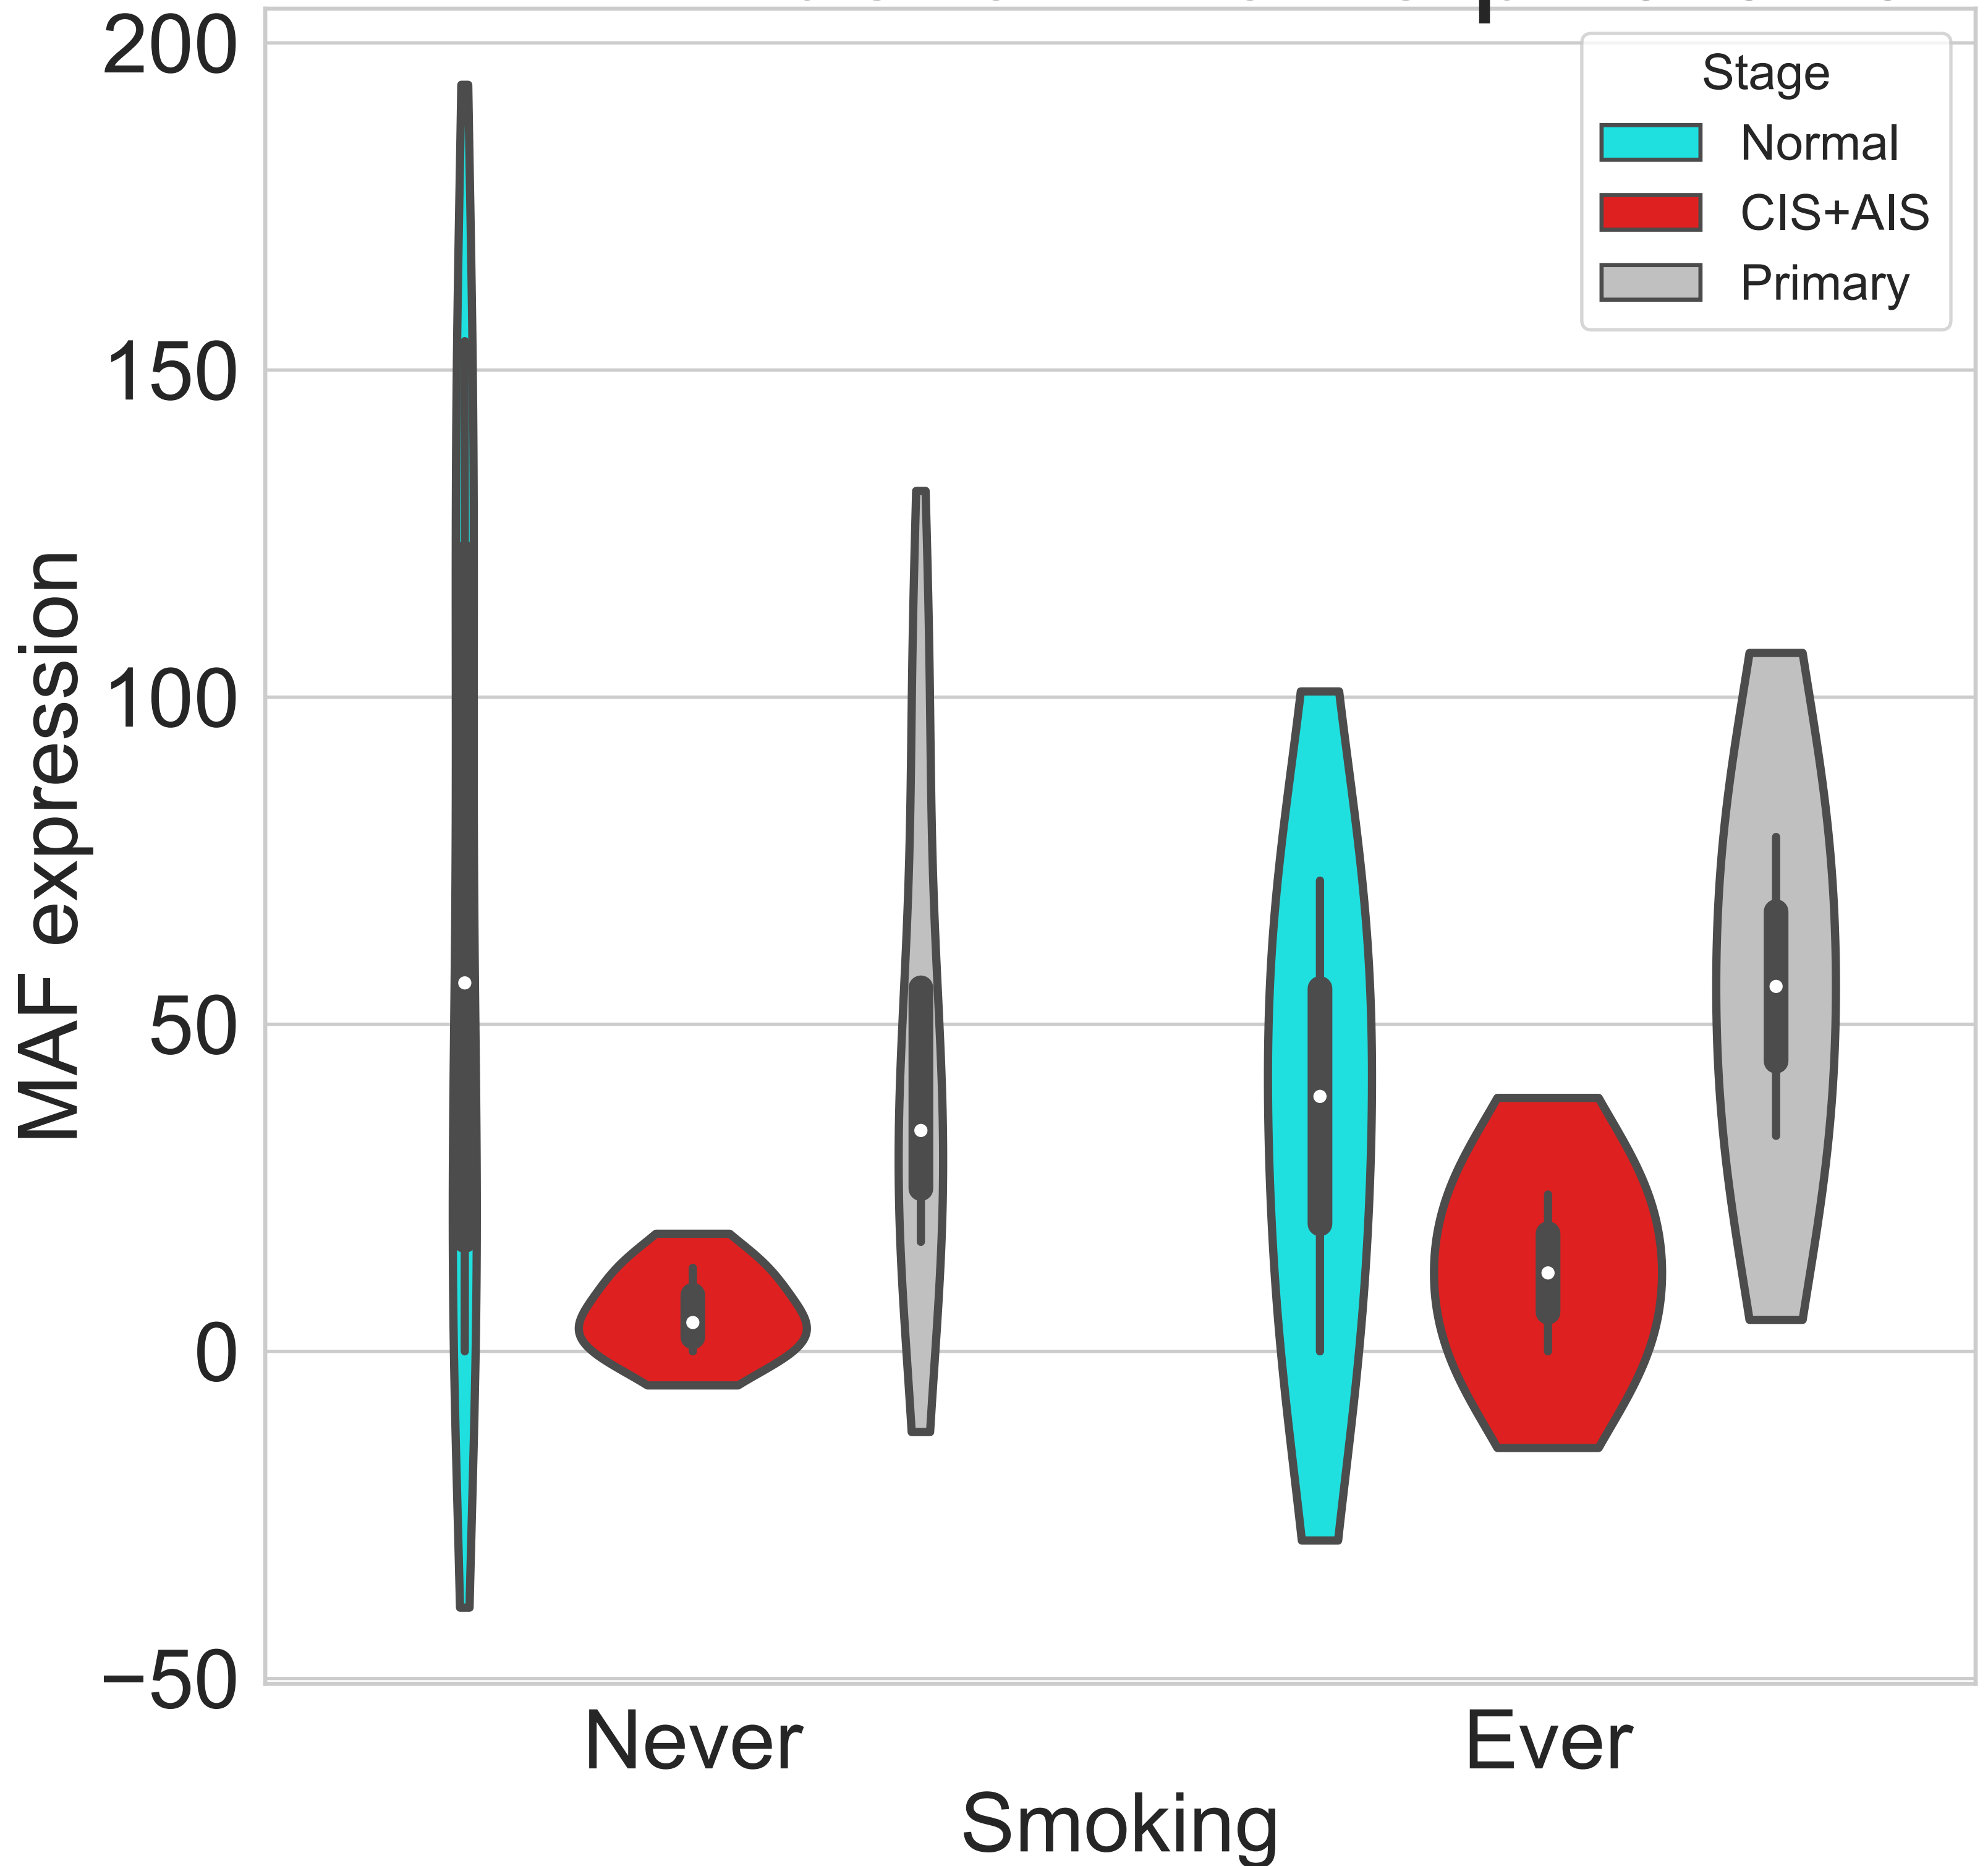 200
150
100
50
0
−50
MAF expression
Stage
Normal
CIS+AIS
Primary
Never
Ever
Smoking